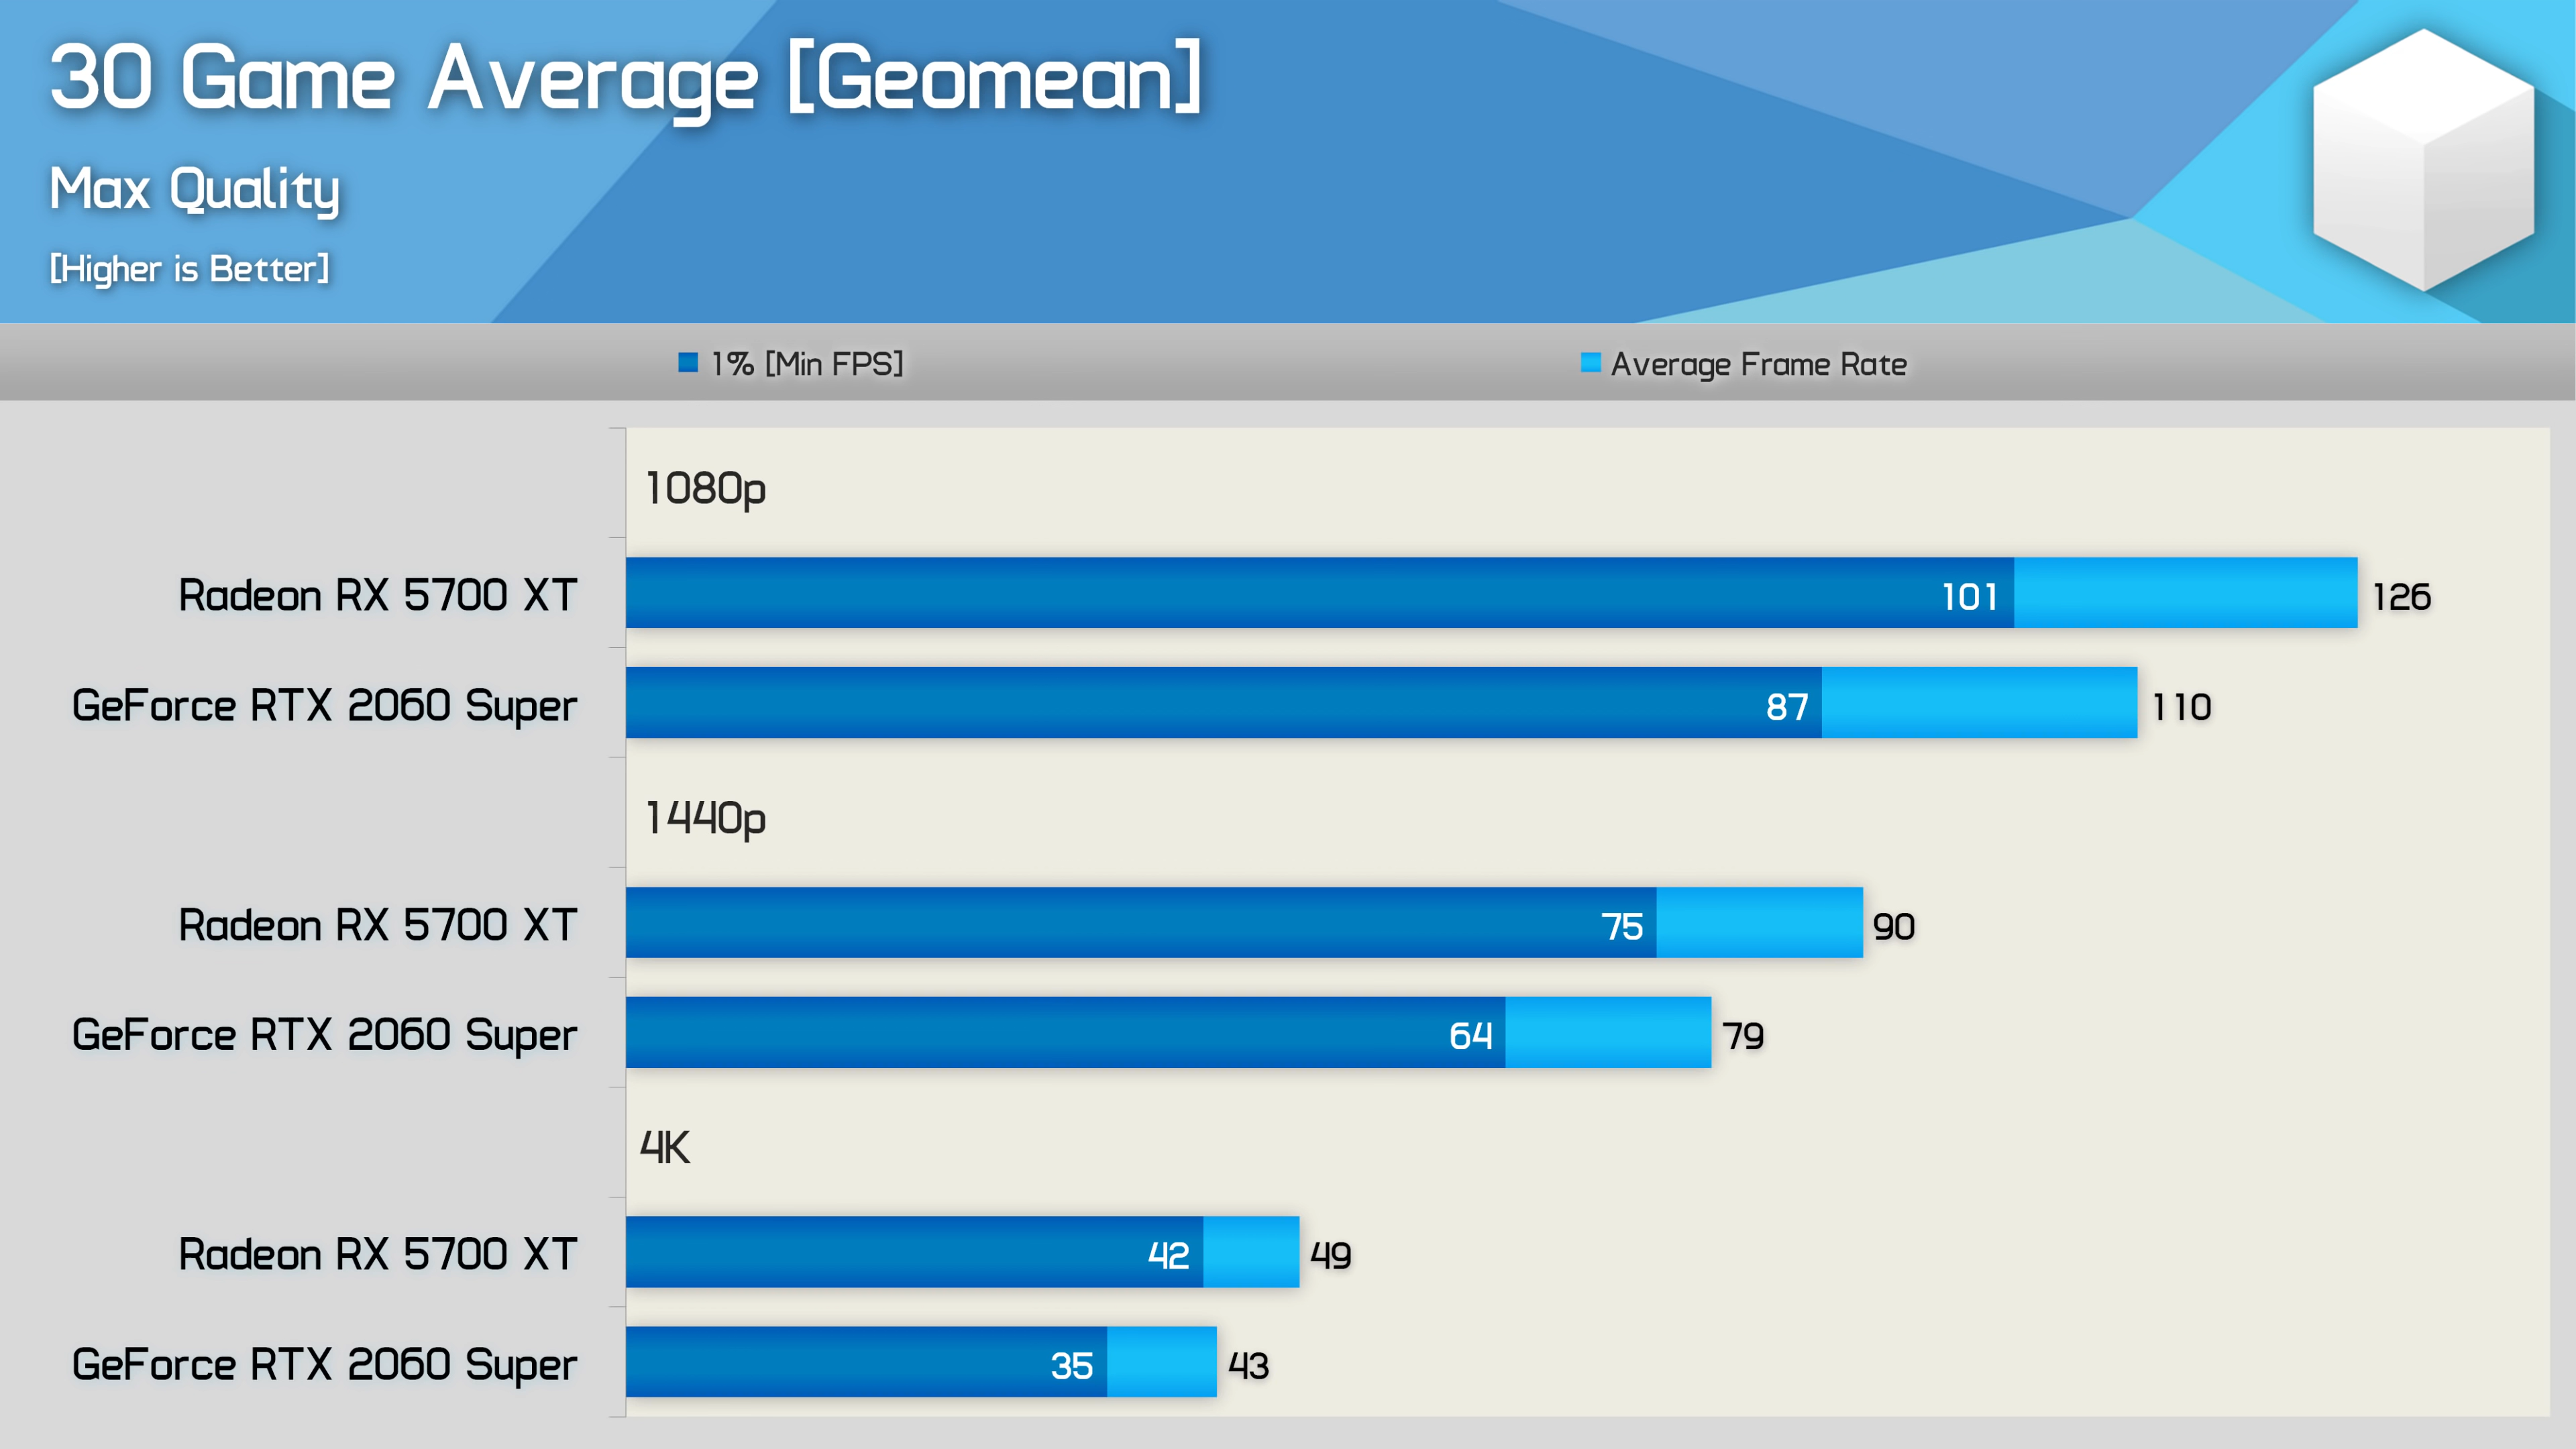 30 Game Average [Geomean]
Max Quality
[Higher is Better]
1% [Min FPS] Average Frame Rate
1080p
Radeon RX 5700 XT 101 126
GeForce RTX 2060 Super 87 110
1440p
Radeon RX 5700 XT 75 90
GeForce RTX 2060 Super 64 79
4K
Radeon RX 5700 XT 42 49
GeForce RTX 2060 Super 35 43